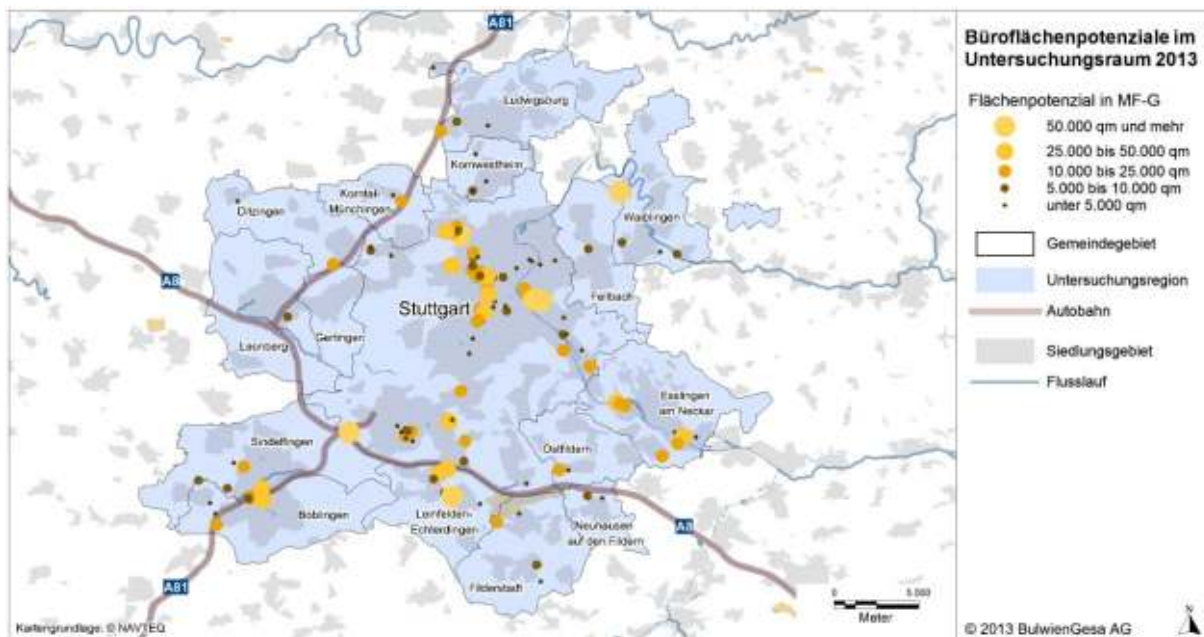 A81
Ludwigsburg
Kornwestheim
Korntal-
Münchingen
Ditzingen
Waiblingen
A8
Stuttgart
Fellbach
Gerlingen
Leonberg
Esslingen
am Neckar
Sindelfingen
Ostfildern
Böblingen
Leinfelden-
Echterdingen
Neuhausen
auf den Fildern
A8
Filderstadt
A81
0 5.000
Meter
Kartengrundlage: © NAVTEQ
Büroflächenpotenziale im
Untersuchungsraum 2013
Flächenpotenzial in MF-G
50.000 qm und mehr
25.000 bis 50.000 qm
10.000 bis 25.000 qm
5.000 bis 10.000 qm
unter 5.000 qm
Gemeindegebiet
Untersuchungsregion
Autobahn
Siedlungsgebiet
Flusslauf
© 2013 BulwienGesa AG